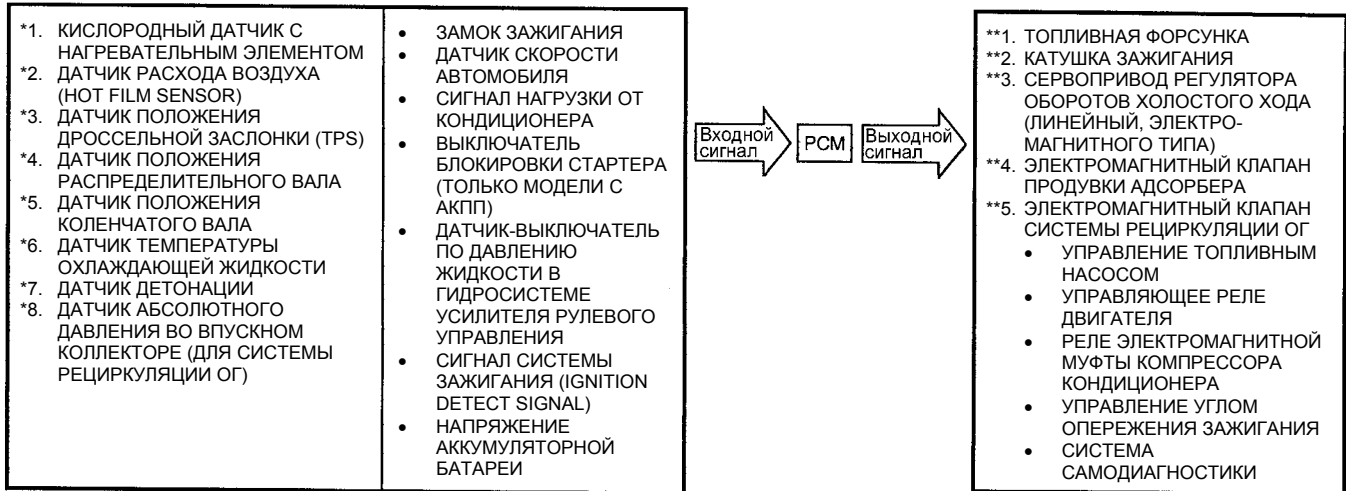 *1. КИСЛОРОДНЫЙ ДАТЧИК С
НАГРЕВАТЕЛЬНЫМ ЭЛЕМЕНТОМ
*2. ДАТЧИК РАСХОДА ВОЗДУХА
(HOT FILM SENSOR)
*3. ДАТЧИК ПОЛОЖЕНИЯ
ДРОССЕЛЬНОЙ ЗАСЛОНКИ (TPS)
*4. ДАТЧИК ПОЛОЖЕНИЯ
РАСПРЕДЕЛИТЕЛЬНОГО ВАЛА
*5. ДАТЧИК ПОЛОЖЕНИЯ
КОЛЕНЧАТОГО ВАЛА
*6. ДАТЧИК ТЕМПЕРАТУРЫ
ОХЛАЖДАЮЩЕЙ ЖИДКОСТИ
*7. ДАТЧИК ДЕТОНАЦИИ
*8. ДАТЧИК АБСОЛЮТНОГО
ДАВЛЕНИЯ ВО ВПУСКНОМ
КОЛЛЕКТОРЕ (ДЛЯ СИСТЕМЫ
РЕЦИРКУЛЯЦИИ ОГ)
• ЗАМОК ЗАЖИГАНИЯ
• ДАТЧИК СКОРОСТИ
АВТОМОБИЛЯ
• СИГНАЛ НАГРУЗКИ ОТ
КОНДИЦИОНЕРА
• ВЫКЛЮЧАТЕЛЬ
БЛОКИРОВКИ СТАРТЕРА
(ТОЛЬКО МОДЕЛИ С
АКПП)
• ДАТЧИК-ВЫКЛЮЧАТЕЛЬ
ПО ДАВЛЕНИЮ
ЖИДКОСТИ В
ГИДРОСИСТЕМЕ
УСИЛИТЕЛЯ РУЛЕВОГО
УПРАВЛЕНИЯ
• СИГНАЛ СИСТЕМЫ
ЗАЖИГАНИЯ (IGNITION
DETECT SIGNAL)
• НАПРЯЖЕНИЕ
АККУМУЛЯТОРНОЙ
БАТАРЕИ
Входной
сигнал
PCM
Выходной
сигнал
**1. ТОПЛИВНАЯ ФОРСУНКА
**2. КАТУШКА ЗАЖИГАНИЯ
**3. СЕРВОПРИВОД РЕГУЛЯТОРА
ОБОРОТОВ ХОЛОСТОГО ХОДА
(ЛИНЕЙНЫЙ, ЭЛЕКТРО-
МАГНИТНОГО ТИПА)
**4. ЭЛЕКТРОМАГНИТНЫЙ КЛАПАН
ПРОДУВКИ АДСОРБЕРА
**5. ЭЛЕКТРОМАГНИТНЫЙ КЛАПАН
СИСТЕМЫ РЕЦИРКУЛЯЦИИ ОГ
• УПРАВЛЕНИЕ ТОПЛИВНЫМ
НАСОСОМ
• УПРАВЛЯЮЩЕЕ РЕЛЕ
ДВИГАТЕЛЯ
• РЕЛЕ ЭЛЕКТРОМАГНИТНОЙ
МУФТЫ КОМПРЕССОРА
КОНДИЦИОНЕРА
• УПРАВЛЕНИЕ УГЛОМ
ОПЕРЕЖЕНИЯ ЗАЖИГАНИЯ
• СИСТЕМА
САМОДИАГНОСТИКИ